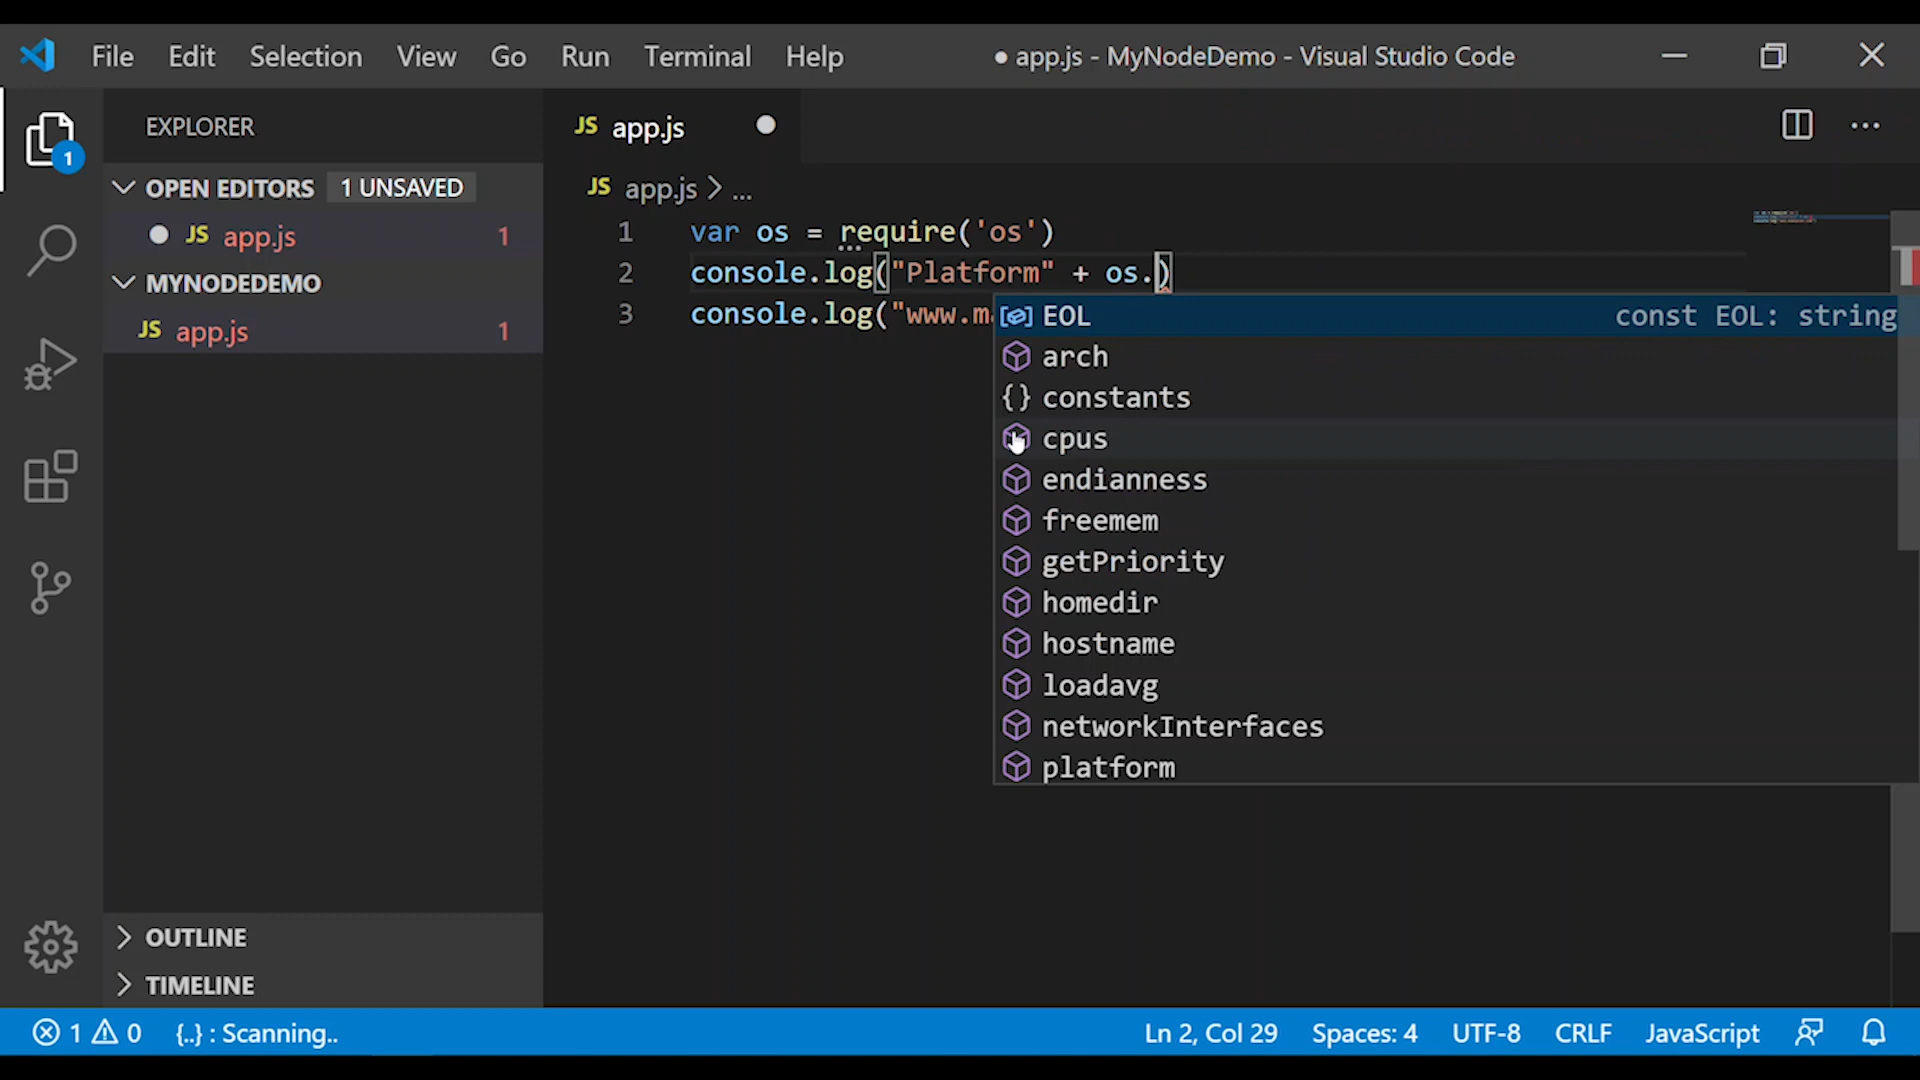 File Edit Selection View Go Run Terminal Help ● app.js - MyNodeDemo - Visual Studio Code
EXPLORER
OPEN EDITORS 1 UNSAVED
JS app.js 1
MYNODEDEMO
JS app.js 1
OUTLINE
TIMELINE
1
JS app.js
JS app.js > ...
1 var os = require('os')
2 console.log("Platform" + os.)
3 console.log("www.m
EOL const EOL: string
arch
{} constants
cpus
endianness
freemem
getPriority
homedir
hostname
loadavg
networkInterfaces
platform
1 0 {..} : Scanning.. Ln 2, Col 29 Spaces: 4 UTF-8 CRLF JavaScript